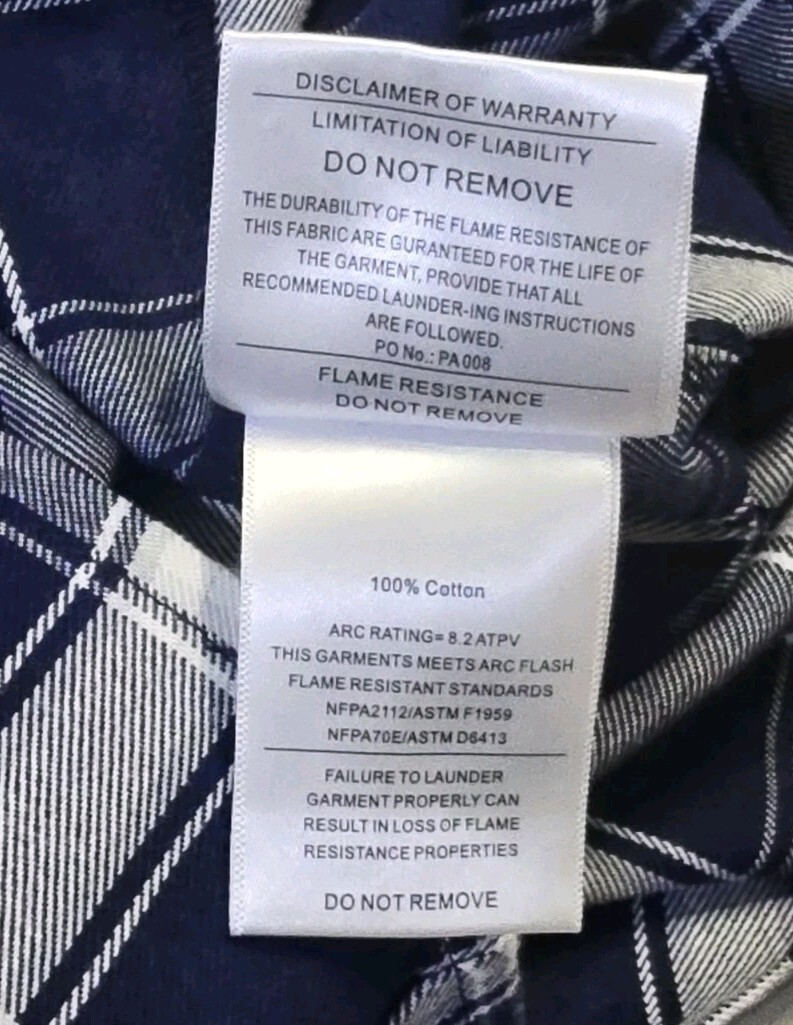 DISCLAIMER OF WARRANTY
LIMITATION OF LIABILITY
DO NOT REMOVE
THE DURABILITY OF THE FLAME RESISTANCE OF
THIS FABRIC ARE GURANTEED FOR THE LIFE OF
THE GARMENT, PROVIDE THAT ALL
RECOMMENDED LAUNDER-ING INSTRUCTIONS
ARE FOLLOWED.
PO No.: PA008
FLAME RESISTANCE
DO NOT REMOVE
100% Cotton
ARC RATING= 8.2 ATPV
THIS GARMENTS MEETS ARC FLASH
FLAME RESISTANT STANDARDS
NFPA2112/ASTM F1959
NFPA70E/ASTM D6413
FAILURE TO LAUNDER
GARMENT PROPERLY CAN
RESULT IN LOSS OF FLAME
RESISTANCE PROPERTIES
DO NOT REMOVE